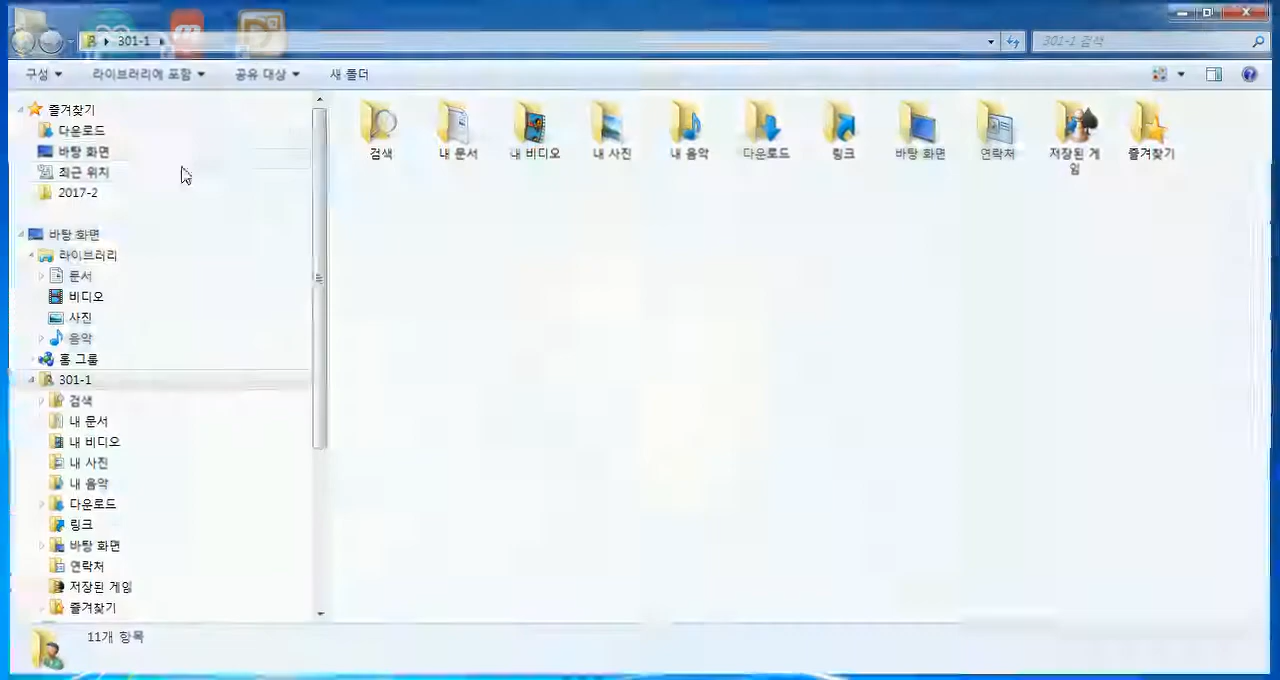 301-1
301-1 검색
구성
라이브러리에 포함
공유 대상
새 폴더
즐겨찾기
다운로드
바탕 화면
최근 위치
2017-2
바탕 화면
라이브러리
문서
비디오
사진
음악
홈 그룹
301-1
검색
내 문서
내 비디오
내 사진
내 음악
다운로드
링크
바탕 화면
연락처
저장된 게임
즐겨찾기
검색
내 문서
내 비디오
내 사진
내 음악
다운로드
링크
바탕 화면
연락처
저장된 게
임
즐겨찾기
11개 항목